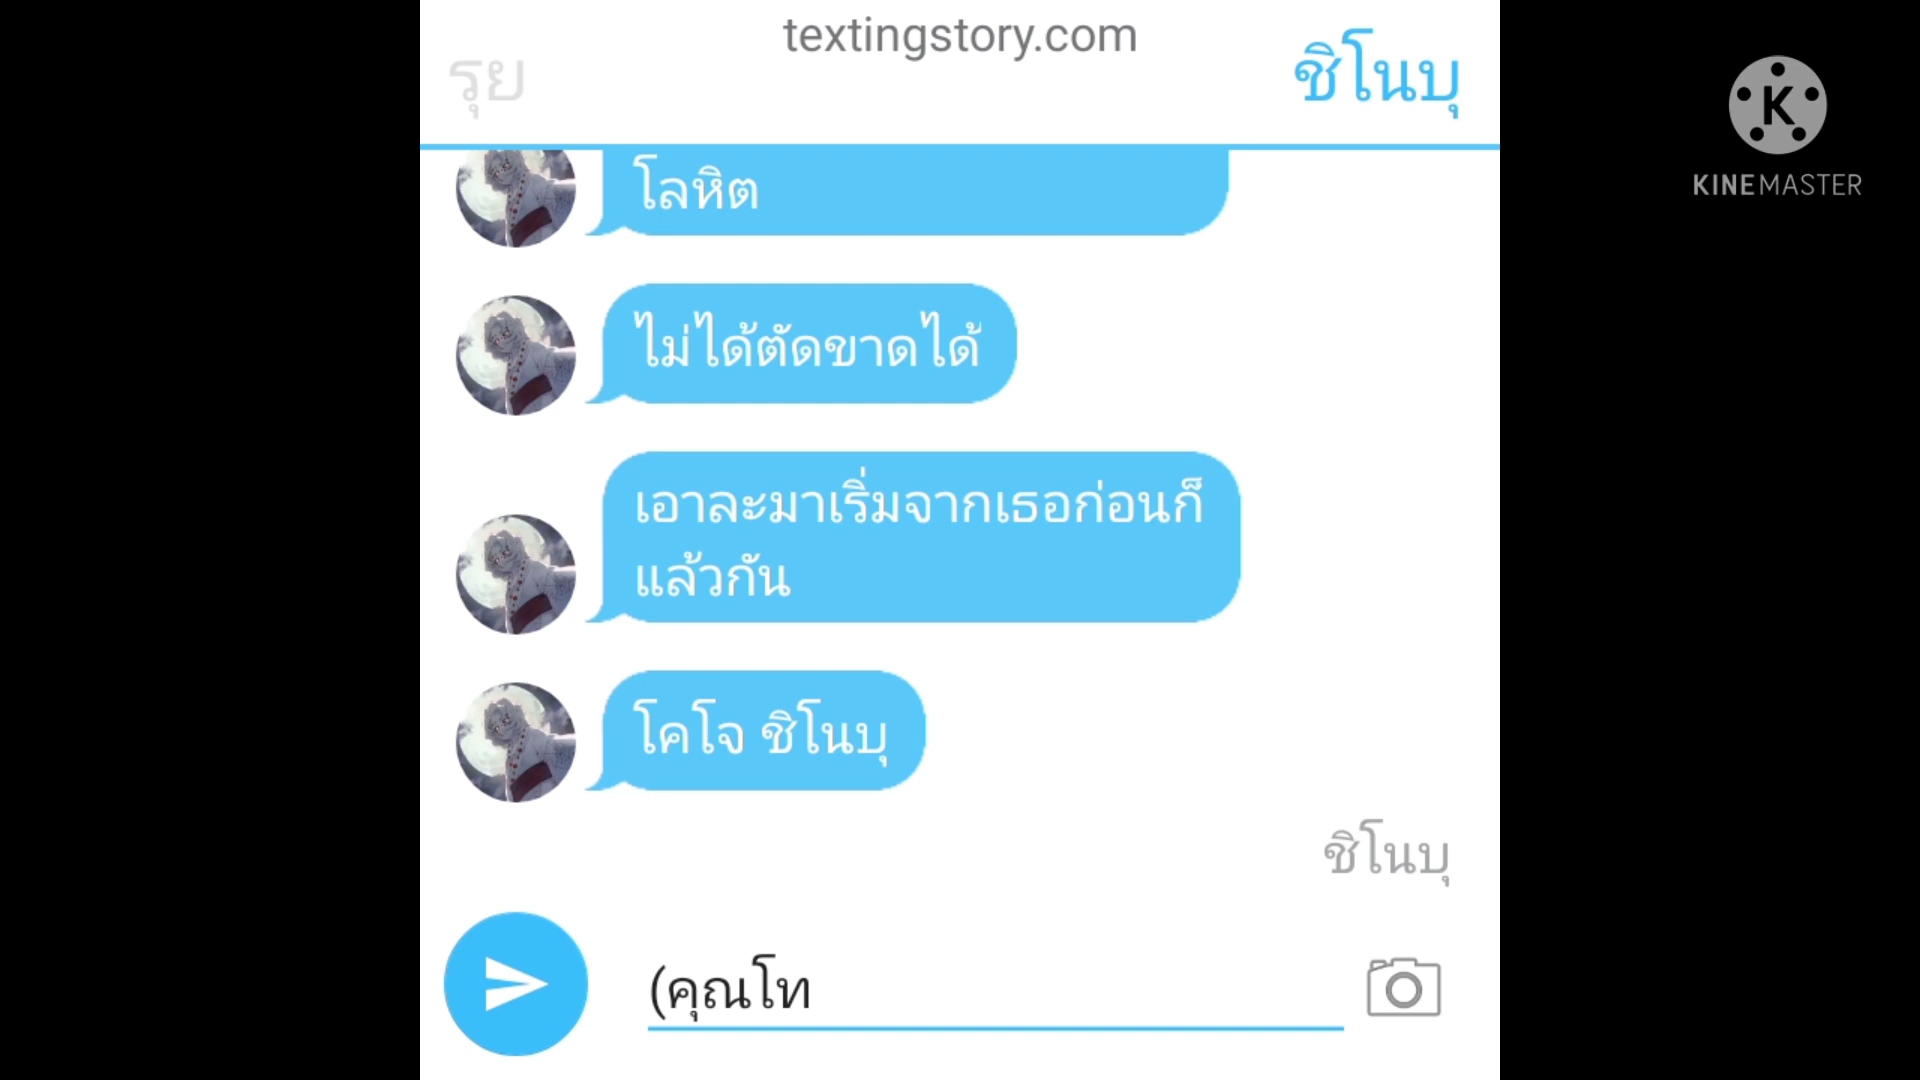 textingstory.com
รุย
ชิโนบุ
KINEMASTER
โลหิต
ไม่ได้ตัดขาดได้
เอาละมาเริ่มจากเธอก่อนก็
แล้วกัน
โคโจ ชิโนบุ
ชิโนบุ
(คุณโท